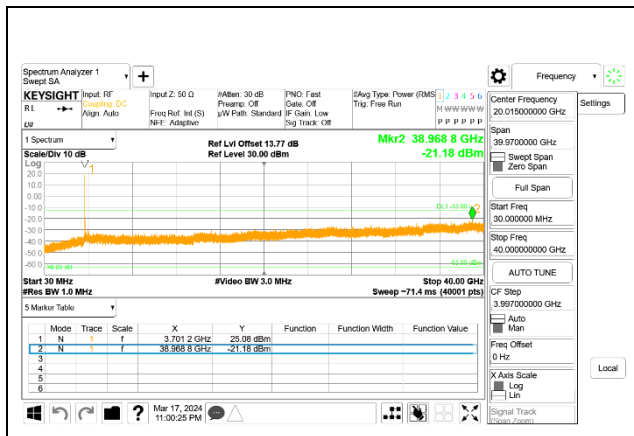 Spectrum Analyzer 1
Swept SA
Frequency
KEYSIGHT
Input: RF
Coupling: DC
Align: Auto
Input Z: 50 Ω
Freq Ref: Int (S)
NFE: Adaptive
#Atten: 30 dB
Preamp: Off
µW Path: Standard
PNO: Fast
Gate: Off
IF Gain: Low
Sig Track: Off
#Avg Type: Power (RMS)
Trig: Free Run
1 2 3 4 5 6
M W W W W W
P P P P P P
Center Frequency
20.015000000 GHz
Settings
Span
39.9700000 GHz
Swept Span
Zero Span
Full Span
Start Freq
30.000000 MHz
Stop Freq
40.000000000 GHz
AUTO TUNE
CF Step
3.997000000 GHz
Auto
Man
Freq Offset
0 Hz
X Axis Scale
Log
Lin
Signal Track
(Span Zoom)
Local
1 Spectrum
Scale/Div 10 dB
Log
Ref Lvl Offset 13.77 dB
Ref Level 30.00 dBm
Mkr2 38.968 8 GHz
-21.18 dBm
20.0
10.0
0.00
-10.0
-20.0
-30.0
-40.0
-50.0
-60.0
1
2
Start 30 MHz
#Res BW 1.0 MHz
#Video BW 3.0 MHz
Stop 40.00 GHz
Sweep ~71.4 ms (40001 pts)
5 Marker Table
Mode Trace Scale X Y Function Function Width Function Value
1 N 1 f 3.701 2 GHz 25.08 dBm
2 N 1 f 38.968 8 GHz -21.18 dBm
3
4
5
6
Mar 17, 2024
11:00:25 PM